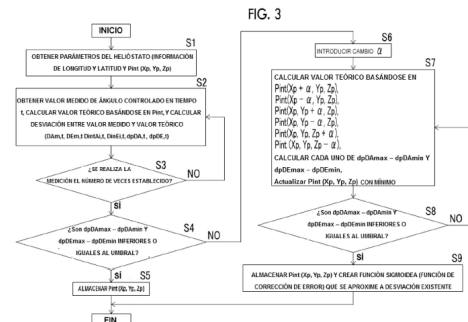 FIG. 3
INICIO
S1
OBTENER PARÁMETROS DEL HELIÓSTATO (INFORMACIÓN
DE LONGITUD Y LATITUD Y Pint (Xp, Yp, Zp)
S2
OBTENER VALOR MEDIDO DE ÁNGULO CONTROLADO EN TIEMPO
t, CALCULAR VALOR TEÓRICO BASÁNDOSE EN Pint, Y CALCULAR
DESVIACIÓN ENTRE VALOR MEDIDO Y VALOR TEÓRICO
S3
¿SE REALIZA LA
MEDICIÓN EL NÚMERO DE VECES ESTABLECIDO?
NO
SÍ
S4
¿Son dpDAmax – dpDAmin Y
dpDEmax – dpDEmin INFERIORES O
IGUALES AL UMBRAL?
NO
SÍ
S5
ALMACENAR Pint (Xp, Yp, Zp)
FIN
S6
INTRODUCIR CAMBIO α
S7
CALCULAR VALOR TEÓRICO BASÁNDOSE EN
Pint(Xp + α, Yp, Zp),
Pint(Xp – α, Yp, Zp),
Pint(Xp, Yp + α, Zp),
Pint(Xp, Yp – α, Zp),
Pint(Xp, Yp, Zp + α),
Pint (Xp, Yp, Zp – α),
CALCULAR CADA UNO DE dpDAmax – dpDAmin Y
dpDEmax – dpDEmin,
Actualizar Pint (Xp, Yp, Zp) CON MÍNIMO
S8
¿Son dpDAmax – dpDAmin Y
dpDEmax – dpDEmin INFERIORES O
IGUALES AL UMBRAL?
NO
SÍ
S9
ALMACENAR Pint (Xp, Yp, Zp) Y CREAR FUNCIÓN SIGMOIDEA (FUNCIÓN DE
CORRECCIÓN DE ERROR) QUE SE APROXIME A DESVIACIÓN EXISTENTE